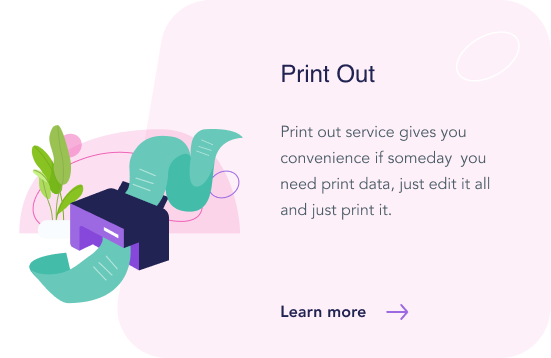 Print Out
Print out service gives you
convenience if someday  you
need print data, just edit it all
and just print it.
Learn more